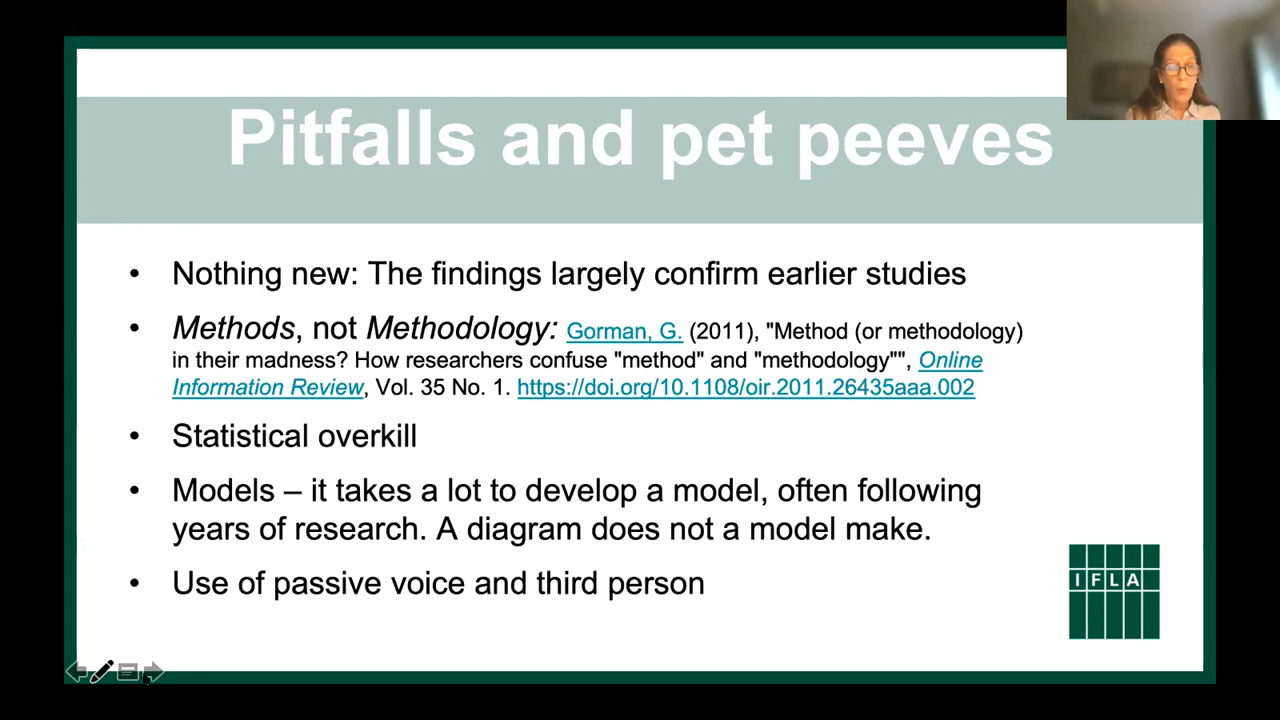 Pitfalls and pet peeves
• Nothing new: The findings largely confirm earlier studies
• Methods, not Methodology: Gorman, G. (2011), "Method (or methodology)
in their madness? How researchers confuse "method" and "methodology"", Online
Information Review, Vol. 35 No. 1. https://doi.org/10.1108/oir.2011.26435aaa.002
• Statistical overkill
• Models – it takes a lot to develop a model, often following
years of research. A diagram does not a model make.
• Use of passive voice and third person
IFLA